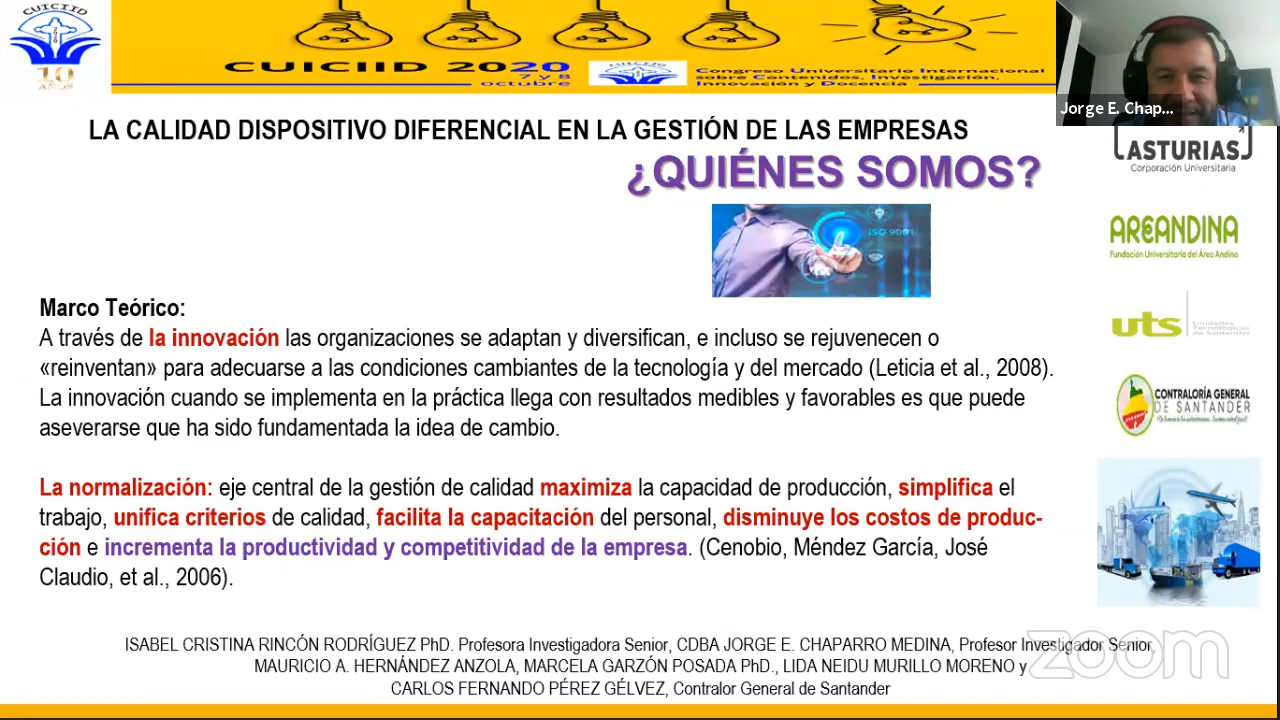 CUICIID
10
AÑOS
CUICIID 2020
7 y 8
octubre
CUICIID
Congreso Universitario Internacional
sobre Contenidos, Investigación,
Innovación y Docencia
Jorge E. Chap...
LA CALIDAD DISPOSITIVO DIFERENCIAL EN LA GESTIÓN DE LAS EMPRESAS
¿QUIÉNES SOMOS?
ASTURIAS
Corporación Universitaria
ISO 9001
AREANDINA
Fundación Universitaria del Área Andina
uts
Unidades
Tecnológicas
de Santander
CONTRALORÍA GENERAL
DE SANTANDER
Marco Teórico:
A través de la innovación las organizaciones se adaptan y diversifican, e incluso se rejuvenecen o
«reinventan» para adecuarse a las condiciones cambiantes de la tecnología y del mercado (Leticia et al., 2008).
La innovación cuando se implementa en la práctica llega con resultados medibles y favorables es que puede
aseverarse que ha sido fundamentada la idea de cambio.
La normalización: eje central de la gestión de calidad maximiza la capacidad de producción, simplifica el
trabajo, unifica criterios de calidad, facilita la capacitación del personal, disminuye los costos de produc-
ción e incrementa la productividad y competitividad de la empresa. (Cenobio, Méndez García, José
Claudio, et al., 2006).
ISABEL CRISTINA RINCÓN RODRÍGUEZ PhD. Profesora Investigadora Senior, CDBA JORGE E. CHAPARRO MEDINA, Profesor Investigador Senior,
MAURICIO A. HERNÁNDEZ ANZOLA, MARCELA GARZÓN POSADA PhD., LIDA NEIDU MURILLO MORENO y
CARLOS FERNANDO PÉREZ GÉLVEZ, Contralor General de Santander
zoom